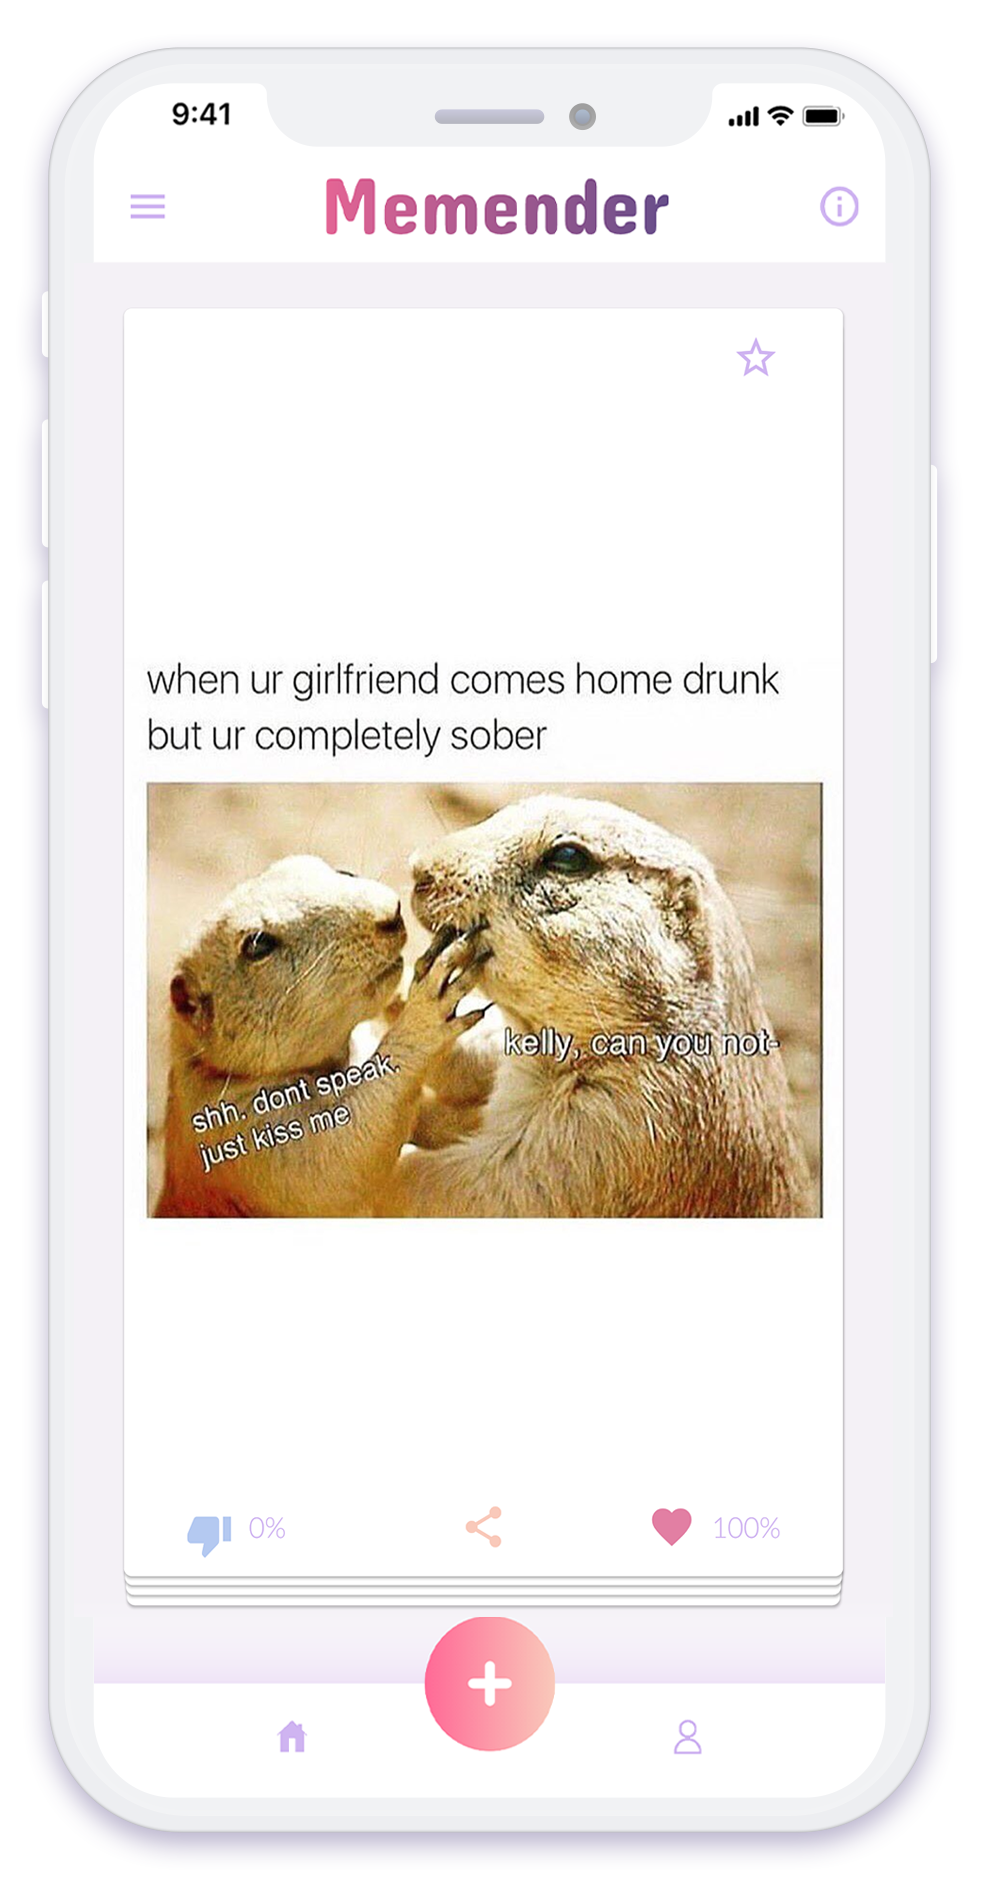 9:41
Memender
when ur girlfriend comes home drunk
but ur completely sober
kelly, can you not-
shh. dont speak.
just kiss me
0%
100%